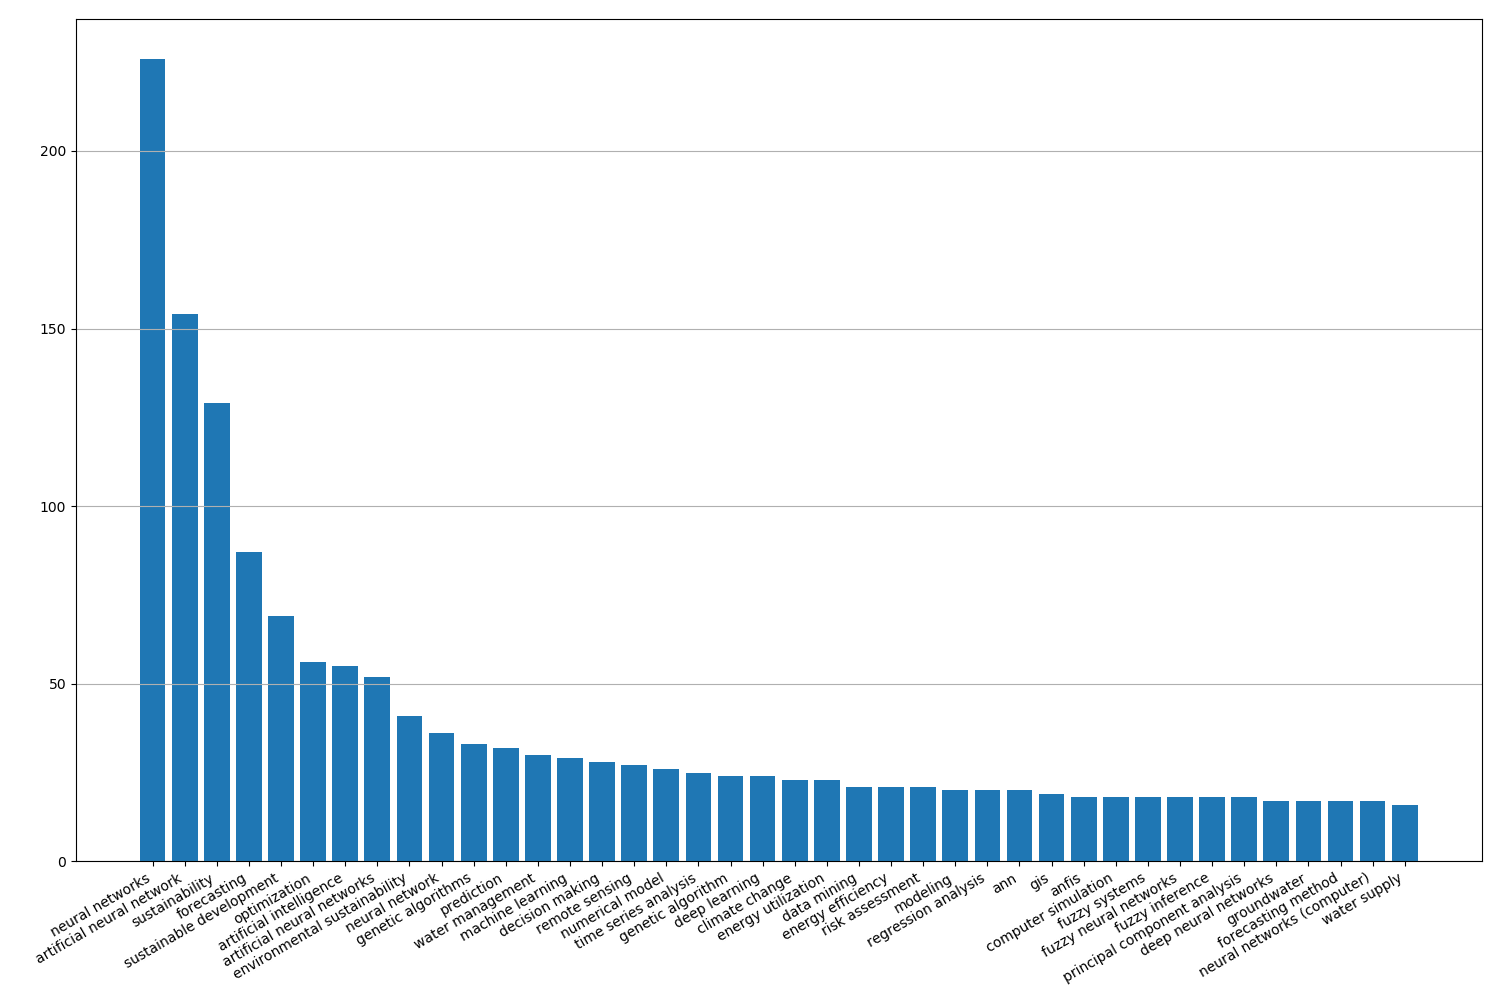 200
150
100
50
0
neural networks
artificial neural network
sustainability
forecasting
sustainable development
optimization
artificial intelligence
artificial neural networks
environmental sustainability
neural network
genetic algorithms
prediction
water management
machine learning
decision making
remote sensing
numerical model
time series analysis
genetic algorithm
deep learning
climate change
energy utilization
data mining
energy efficiency
risk assessment
modeling
regression analysis
ann
gis
anfis
computer simulation
fuzzy systems
fuzzy neural networks
fuzzy inference
principal component analysis
deep neural networks
groundwater
forecasting method
neural networks (computer)
water supply